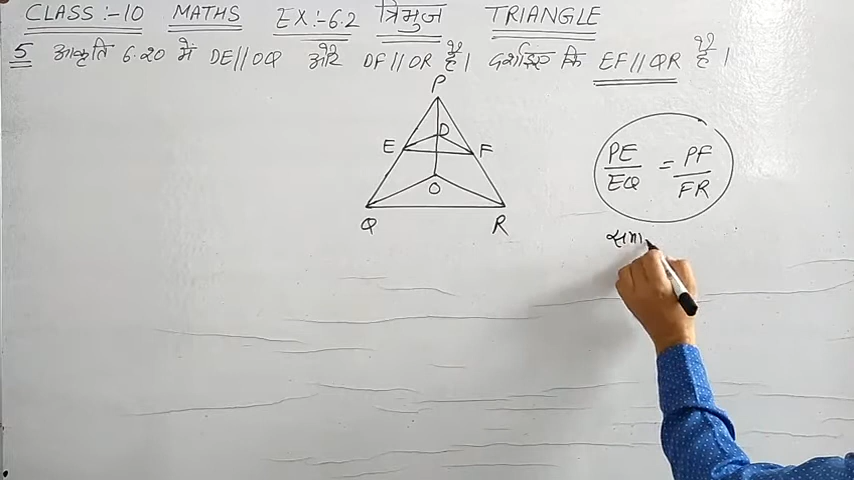 CLASS:-10 MATHS EX:-6.2 त्रिभुज TRIANGLE
5 आकृति 6.20 में DE||OQ और DF||OR है। दर्शाइए कि EF||QR है।
P
D
E F
O
Q R
PE/EQ = PF/FR
समा